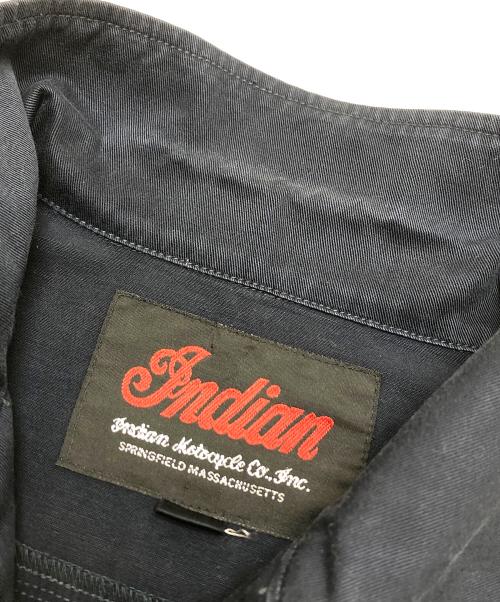 Indian
Indian Motocycle Co., Inc.
SPRINGFIELD MASSACHUSETTS